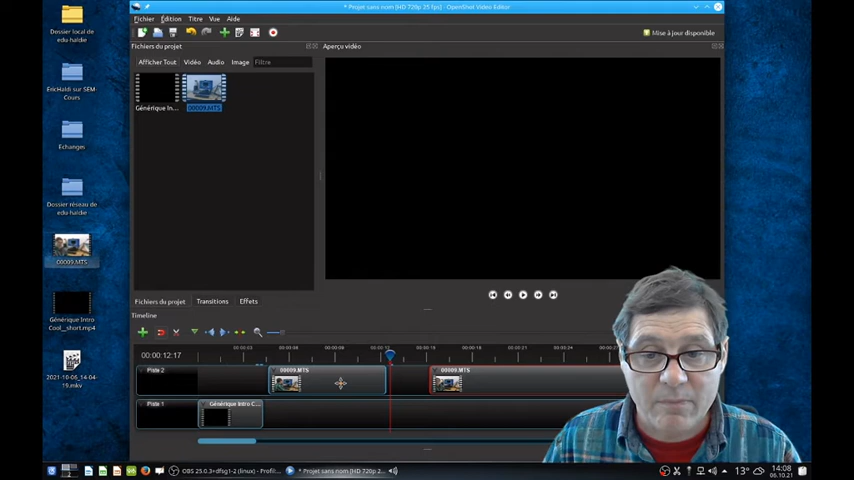 * Projet sans nom [HD 720p 25 fps] - OpenShot Video Editor
Fichier Édition Titre Vue Aide
Mise à jour disponible
Fichiers du projet
Aperçu vidéo
Afficher Tout Vidéo Audio Image Filtre
Générique In...
00009.MTS
Dossier local de
edu haldie
EricHaldi sur SEM-
Cours
Echanges
Dossier réseau de
edu haldie
00009.MTS
Générique Intro
Cool_short.mp4
2021-10-06_14-04-
19.mkv
Fichiers du projet Transitions Effets
Timeline
00:00:12:17
Piste 2
00009.MTS
00009.MTS
Piste 1
Générique Intro C...
OBS 25.0.3+dfsg1-2 (linux) - Profil:...
* Projet sans nom [HD 720p 2...
13°
14:08
06.10.21